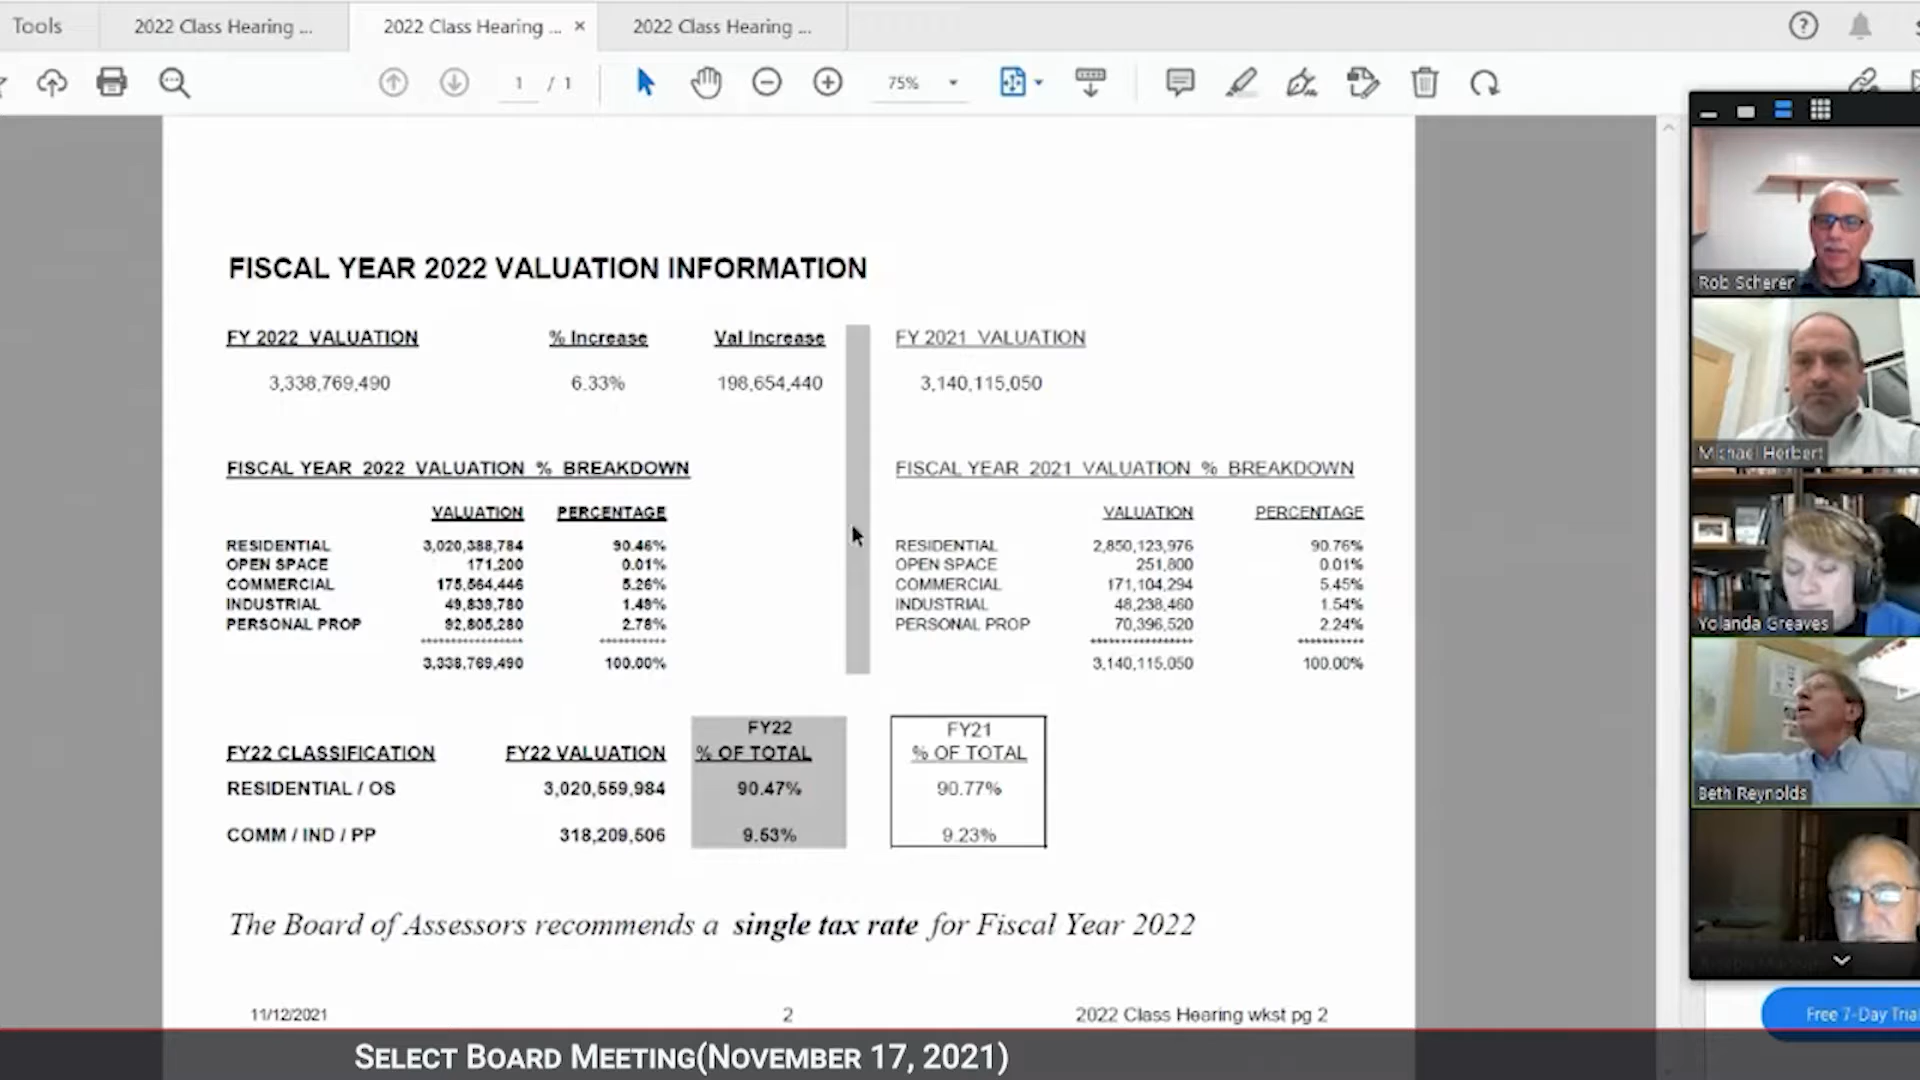 Tools
2022 Class Hearing ...
2022 Class Hearing ...
2022 Class Hearing ...
1 / 1
75%
FISCAL YEAR 2022 VALUATION INFORMATION
FY 2022 VALUATION % Increase Val Increase FY 2021 VALUATION
3,338,769,490 6.33% 198,654,440 3,140,115,050
FISCAL YEAR 2022 VALUATION % BREAKDOWN FISCAL YEAR 2021 VALUATION % BREAKDOWN
VALUATION PERCENTAGE VALUATION PERCENTAGE
RESIDENTIAL 3,020,388,784 90.46% RESIDENTIAL 2,850,123,976 90.76%
OPEN SPACE 171,200 0.01% OPEN SPACE 251,800 0.01%
COMMERCIAL 175,564,446 5.26% COMMERCIAL 171,104,294 5.45%
INDUSTRIAL 49,839,780 1.49% INDUSTRIAL 48,238,460 1.54%
PERSONAL PROP 92,805,280 2.78% PERSONAL PROP 70,396,520 2.24%
3,338,769,490 100.00% 3,140,115,050 100.00%
FY22 FY21
FY22 CLASSIFICATION FY22 VALUATION % OF TOTAL % OF TOTAL
RESIDENTIAL / OS 3,020,559,984 90.47% 90.77%
COMM / IND / PP 318,209,506 9.53% 9.23%
The Board of Assessors recommends a single tax rate for Fiscal Year 2022
11/12/2021 2 2022 Class Hearing wkst pg 2
Rob Scherer
Michael Herbert
Yolanda Greaves
Beth Reynolds
Free 7-Day Tria
SELECT BOARD MEETING(NOVEMBER 17, 2021)